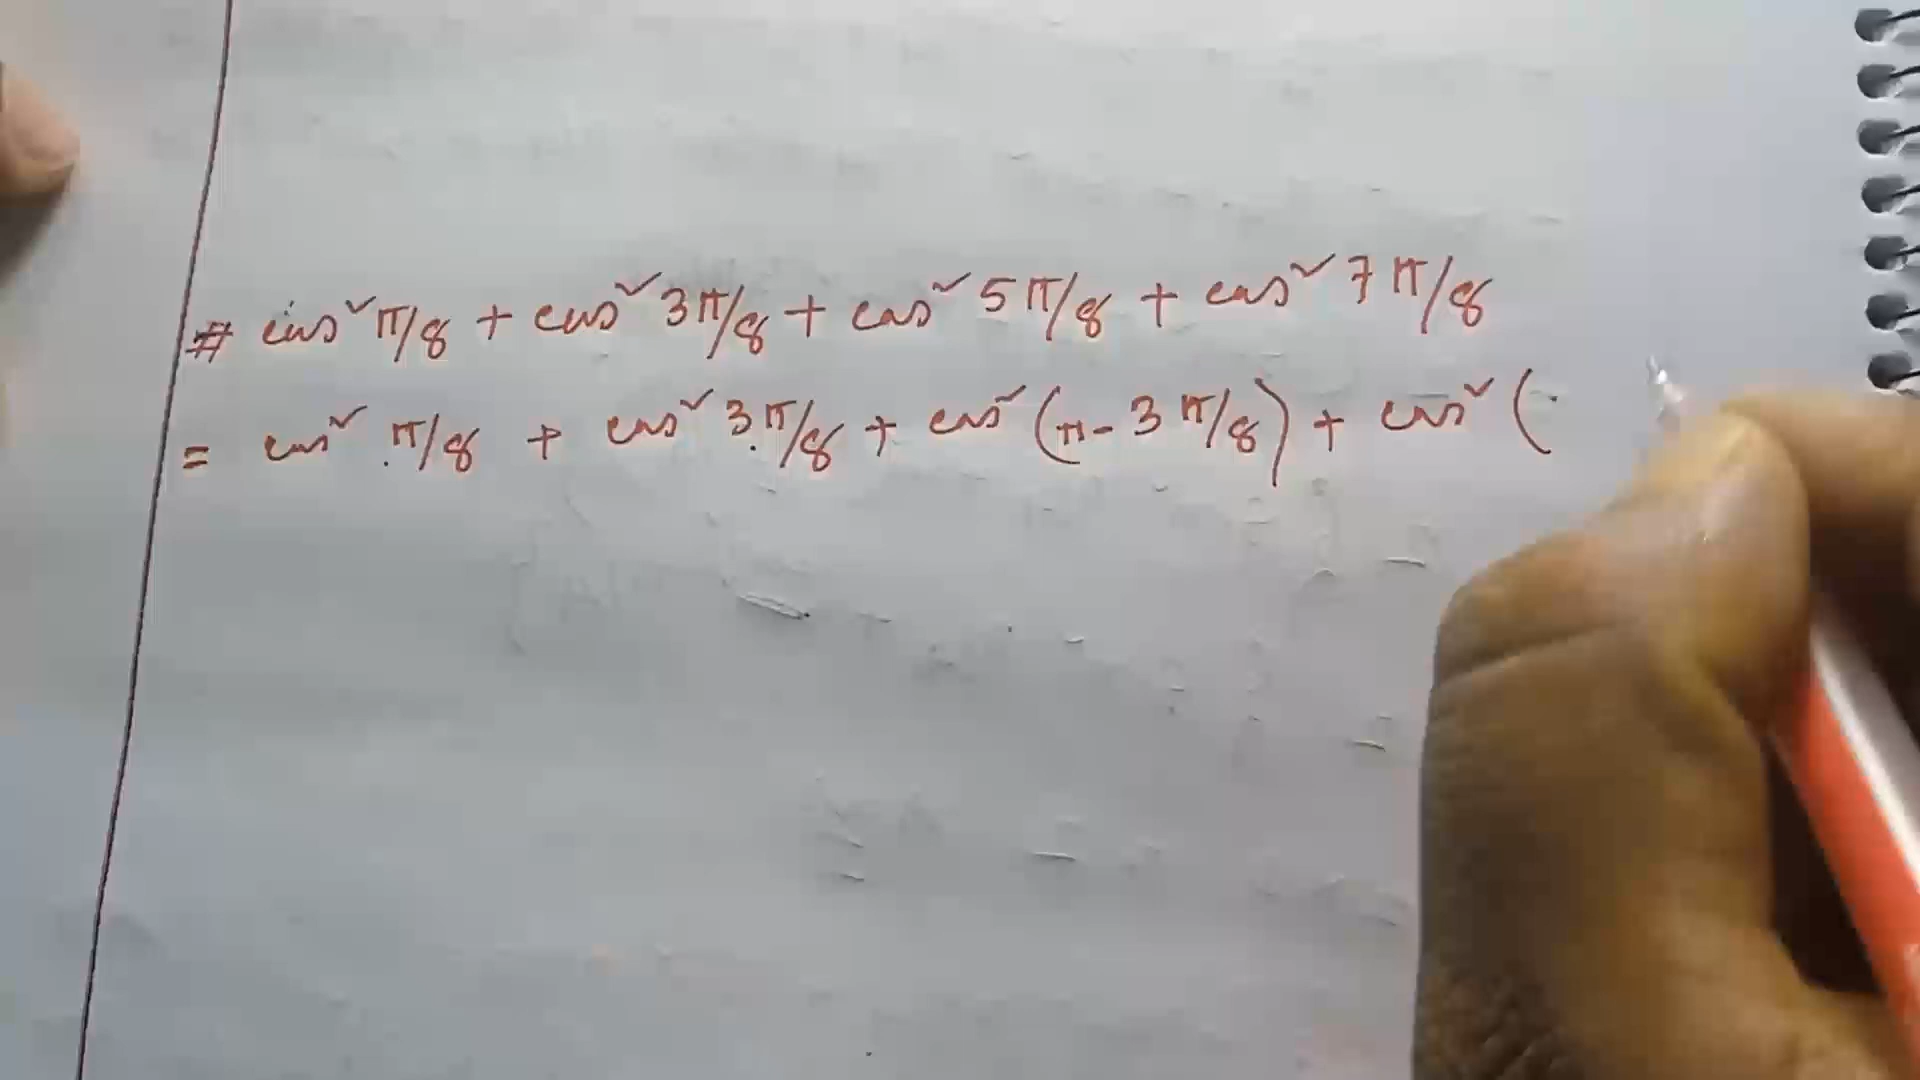 # cos² π/8 + cos² 3π/8 + cos² 5π/8 + cos² 7π/8
= cos² π/8 + cos² 3π/8 + cos² (π - 3π/8) + cos² (